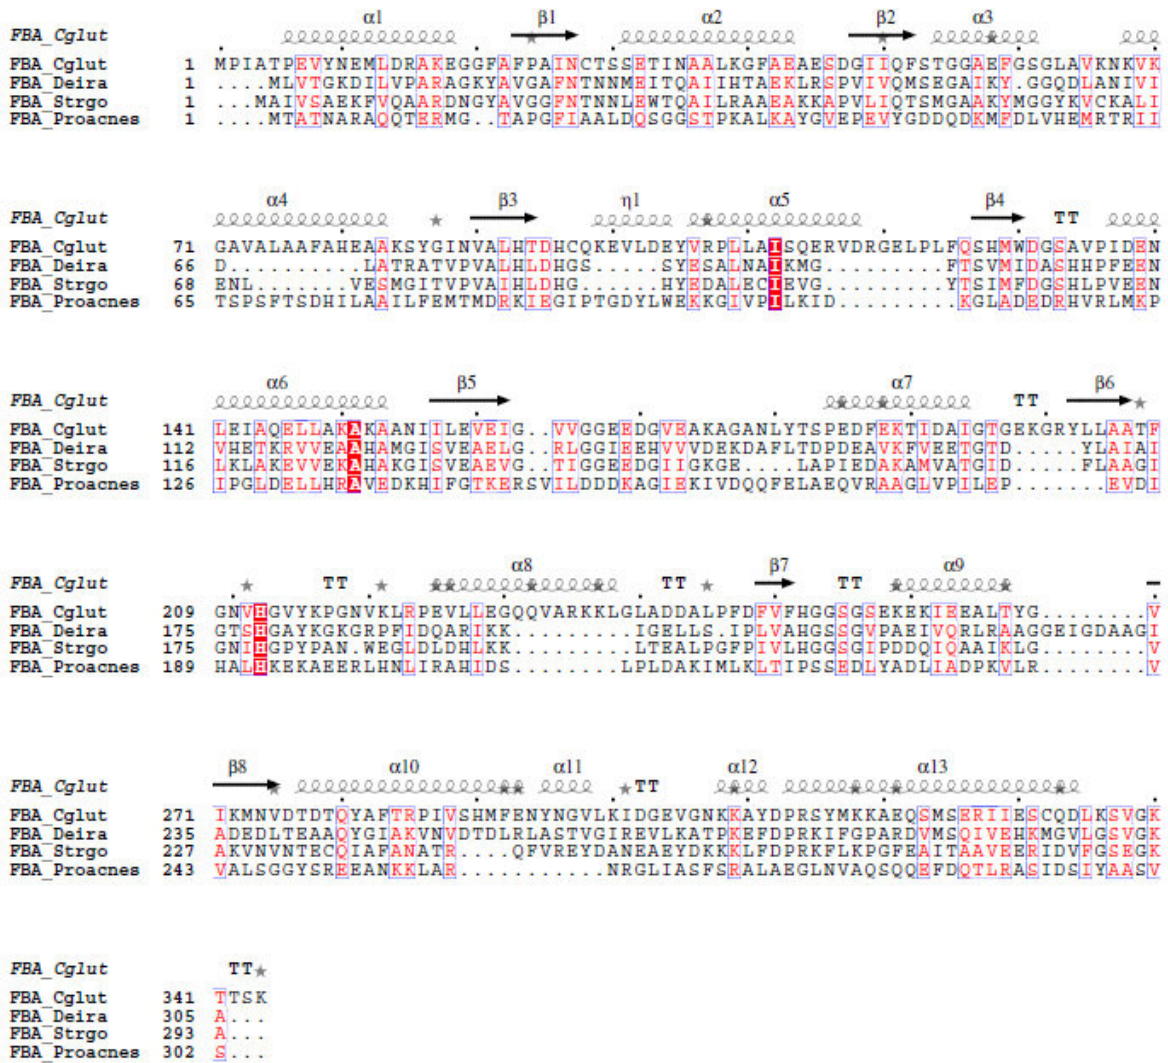 α1 β1 α2 β2 α3
FBA_Cglut
FBA_Cglut 1 MPIATPEVYNEMLDRAKEGGFAFPAINCTSSETINAALKGFAEAESDGIIQFSTGGAEFGSGLAVKNKVK
FBA_Deira 1 ....MLVTGKDILVPARAGKYAVGAFNTNNMEITQAIIHTAEKLRSPVIVQMSEGAIKY.GGQDLANIVI
FBA_Strgo 1 ...MAIVSAEKFVQAARDNGYAVGGFNTNNLEWTQAILRAAEAKKAPVLIQTSMGAAKYMGGYKVCKALI
FBA_Proacnes 1 ....MTATNARAQQTERMG..TAPGFIAALDQSGGSTPKALKAYGVEPEVYGDDQDKMFDLVHEMRTRII
α4 β3 η1 α5 β4
FBA_Cglut TT
FBA_Cglut 71 GAVALAAFAHEAAKSYGINVALHTDHCQKEVLDEYVRPLLAISQERVDRGELPLFQSHMWDGSAVPIDEN
FBA_Deira 66 D..........LATRATVPVALHLDHGS.....SYESALNAIKMG.........FTSVMIDASHHPFEEN
FBA_Strgo 68 ENL.......VESMGITVPVAIHLDHG......HYEDALECIEVG.........YTSIMFDGSHLPVEEN
FBA_Proacnes 65 TSPSFTSDHILAAILFEMTMDRKIEGIPTGDYLWEKKGIVPILKID........KGLADEDRHVRLMKP
α6 β5 α7 β6
FBA_Cglut TT
FBA_Cglut 141 LEIAQELLAKAKAANIILEVEIG..VVGGEEDGVEAKAGANLYTSPEDFEKTIDAIGTGEKGRYLLAATF
FBA_Deira 112 VHETKRVVEAAHAMGISVEAELG..RLGGIEEHVVVDEKDAFLTDPDEAVKFVEETGTD.....YLAIAI
FBA_Strgo 116 LKLAKEVVEKAHAKGISVEAEVG..TIGGEEDGIIGKGE....LAPIEDAKAMVATGID.....FLAAGI
FBA_Proacnes 126 IPGLDELLHRAVEDKHIFGTKERSVILDDDKAGIEKIVDQQFELAEQVRAAGLVPILEP.......EVDI
α8 β7 α9
FBA_Cglut TT TT TT
FBA_Cglut 209 GNVHGVYKPGNVKLRPEVLLEGQQVARKKLGLADDALPFDFVFHGGSGSEKEKIEEALTYG........V
FBA_Deira 175 GTSHGAYKGKGRPFIDQARIKK.........IGELLS.IPLVAHGSSGVPAEIVQRLRAAGGEIGDAAGI
FBA_Strgo 175 GNIHGPYPAN.WEGLDLDHLKK.........LTEALPGFPIVLHGGSGIPDDQIQAAIKLG........V
FBA_Proacnes 189 HALHKEKAEERLHNLIRAHIDS.........LPLDAKIMLKLTIPSSEDLYADLIADPKVLR.......V
β8 α10 α11 α12 α13
FBA_Cglut TT
FBA_Cglut 271 IKMNVDTDTQYAFTRPIVSHMFENYNGVLKIDGEVGNKKAYDPRSYMKKAEQSMSERIIESCQDLKSVGK
FBA_Deira 235 ADEDLTEAAQYGIAKVNVDTDLRLASTVGIREVLKATPKEFDPRKIFGPARDVMSQIVEHKMGVLGSVGK
FBA_Strgo 227 AKVNVNTECQIAFANATR....QFVREYDANEAEYDKKKLFDPRKFLKPGFEAITAAVEERIDVFGSEGK
FBA_Proacnes 243 VALSGGYSREEANKKLAR...........NRGLIASFSRALAEGLNVAQSQQEFDQTLRASIDSIYAASV
FBA_Cglut TT
FBA_Cglut 341 TTSK
FBA_Deira 305 A...
FBA_Strgo 293 A...
FBA_Proacnes 302 S...